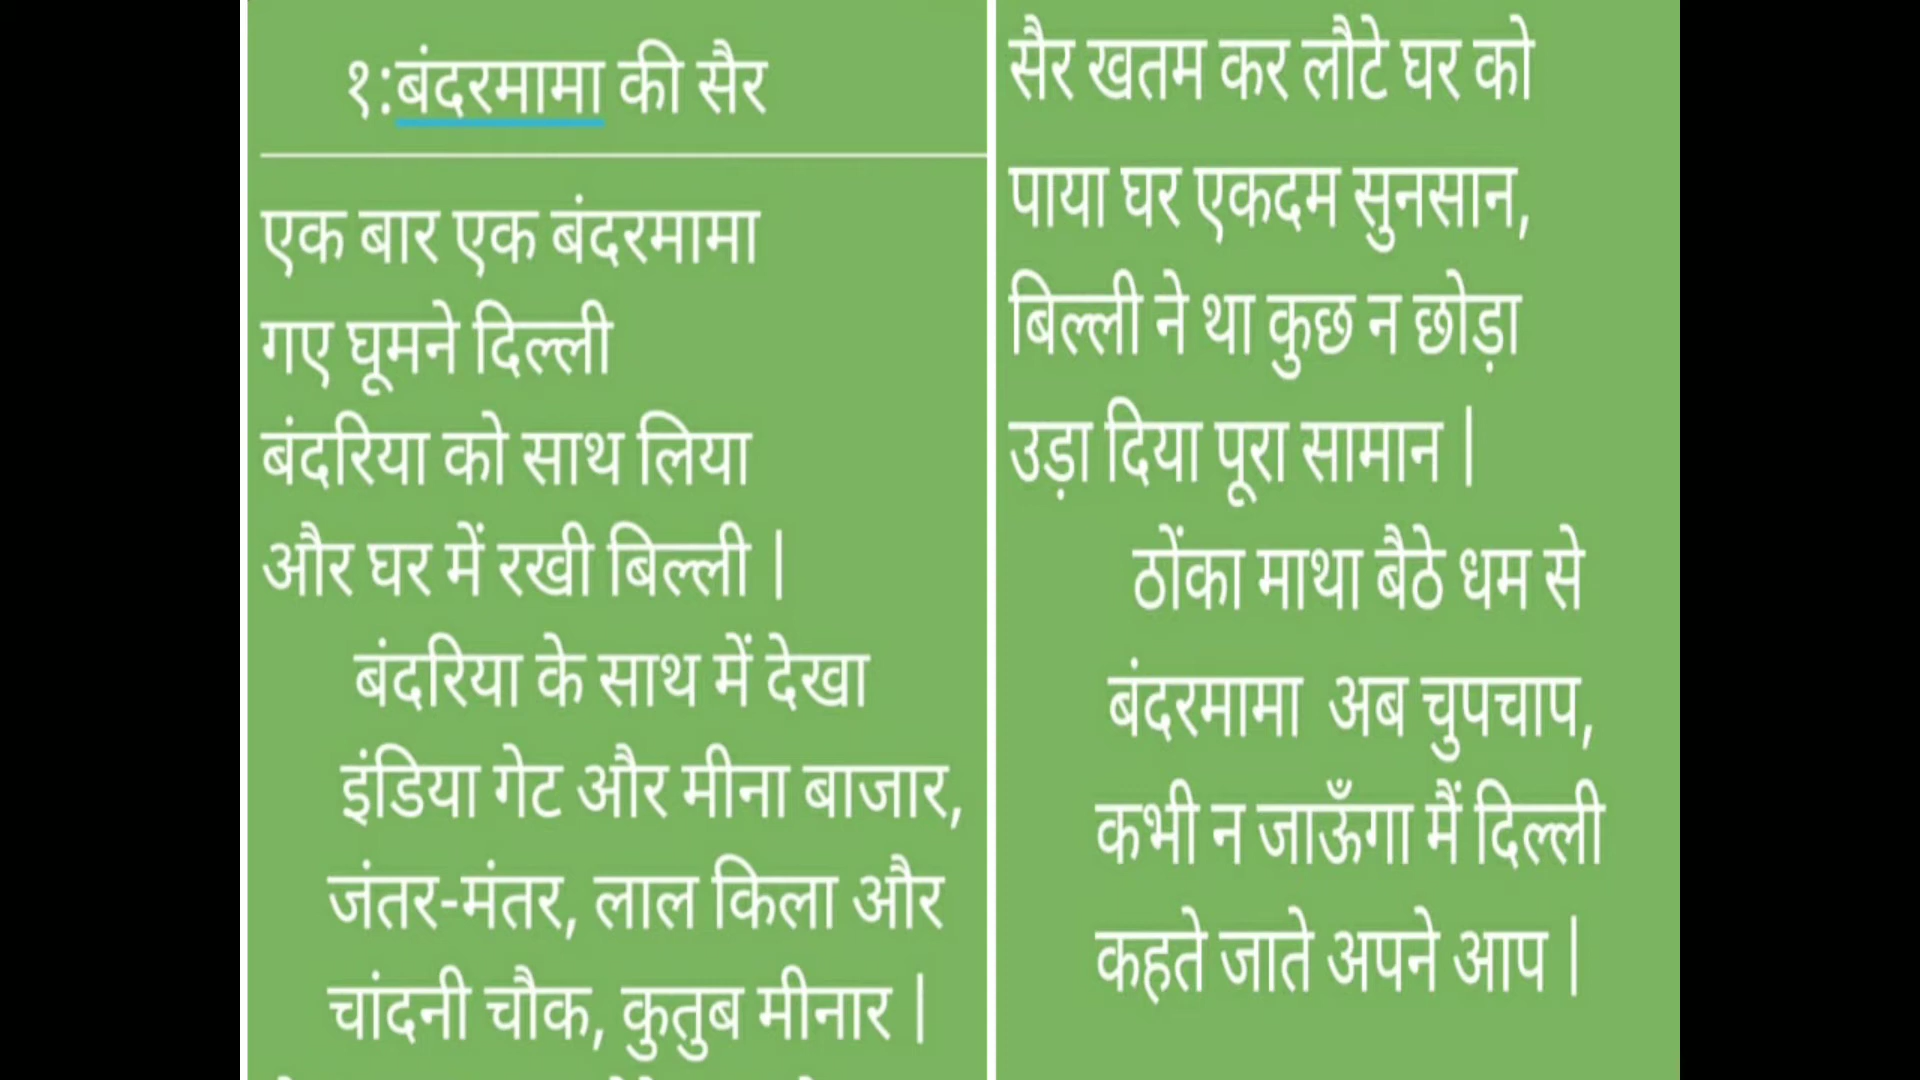 १:बंदरमामा की सैर
एक बार एक बंदरमामा
गए घूमने दिल्ली
बंदरिया को साथ लिया
और घर में रखी बिल्ली |
बंदरिया के साथ में देखा
इंडिया गेट और मीना बाजार,
जंतर-मंतर, लाल किला और
चांदनी चौक, कुतुब मीनार |
सैर खतम कर लौटे घर को
पाया घर एकदम सुनसान,
बिल्ली ने था कुछ न छोड़ा
उड़ा दिया पूरा सामान |
ठोंका माथा बैठे धम से
बंदरमामा अब चुपचाप,
कभी न जाऊँगा मैं दिल्ली
कहते जाते अपने आप |